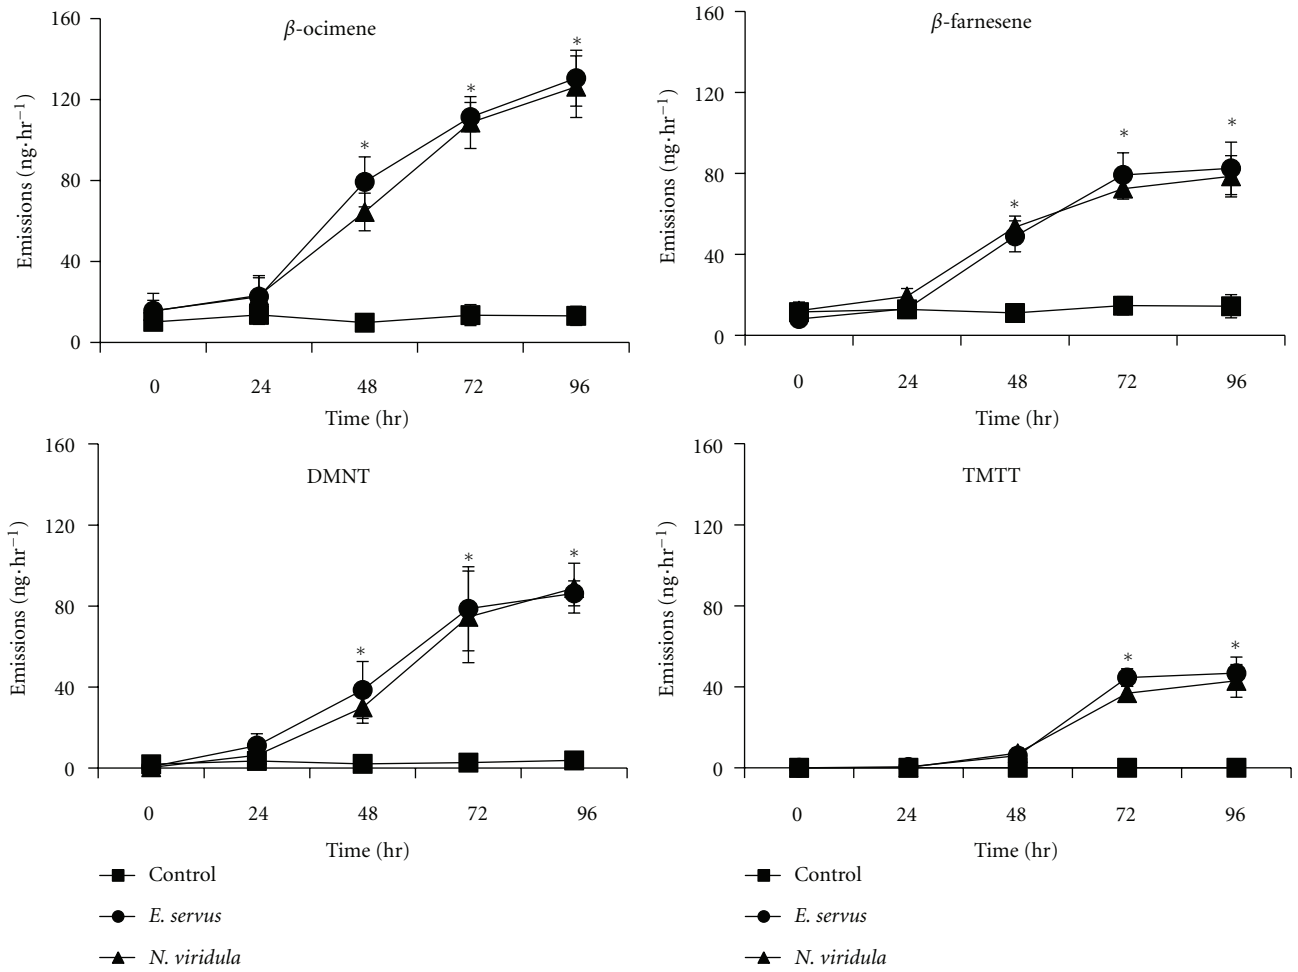 β-ocimene
160
120
80
40
0
Emissions (ng·hr⁻¹)
*
*
*
0 24 48 72 96
Time (hr)
β-farnesene
160
120
80
40
0
Emissions (ng·hr⁻¹)
*
*
*
0 24 48 72 96
Time (hr)
DMNT
160
120
80
40
0
Emissions (ng·hr⁻¹)
*
*
*
0 24 48 72 96
Time (hr)
Control
E. servus
N. viridula
TMTT
160
120
80
40
0
Emissions (ng·hr⁻¹)
*
*
0 24 48 72 96
Time (hr)
Control
E. servus
N. viridula